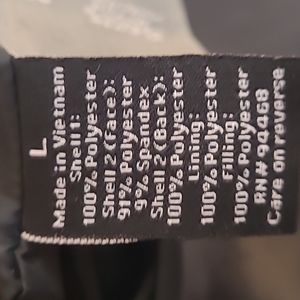 L
Made in Vietnam
Shell 1:
100% Polyester
Shell 2 (Face):
91% Polyester
9% Spandex
Shell 2 (Back):
100% Polyester
Lining:
100% Polyester
Filling:
100% Polyester
RN# 94468
Care on reverse